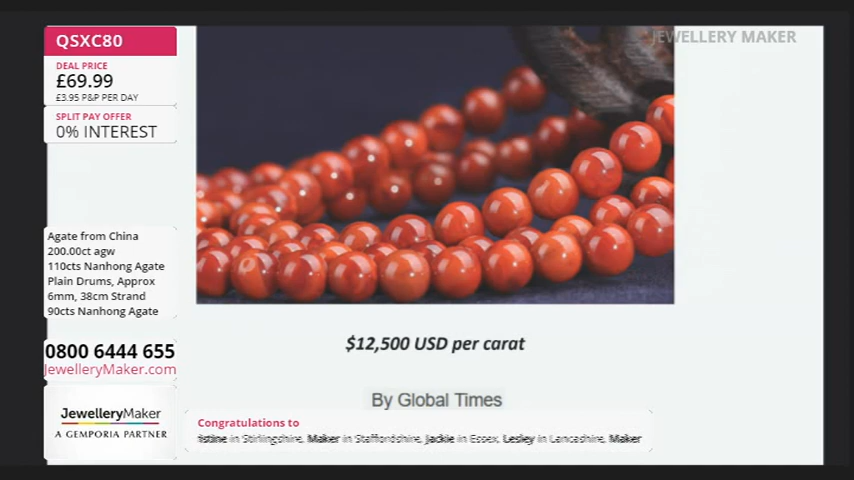 QSXC80
DEAL PRICE
£69.99
£3.95 P&P PER DAY
SPLIT PAY OFFER
0% INTEREST
Agate from China
200.00ct agw
110cts Nanhong Agate
Plain Drums, Approx
6mm, 38cm Strand
90cts Nanhong Agate
0800 6444 655
JewelleryMaker.com
JewelleryMaker
A GEMPORIA PARTNER
JEWELLERY MAKER
$12,500 USD per carat
By Global Times
Congratulations to
in Stirlingshire, Maker in Staffordshire, Jackie in Essex, Lesley in Lancashire, Maker